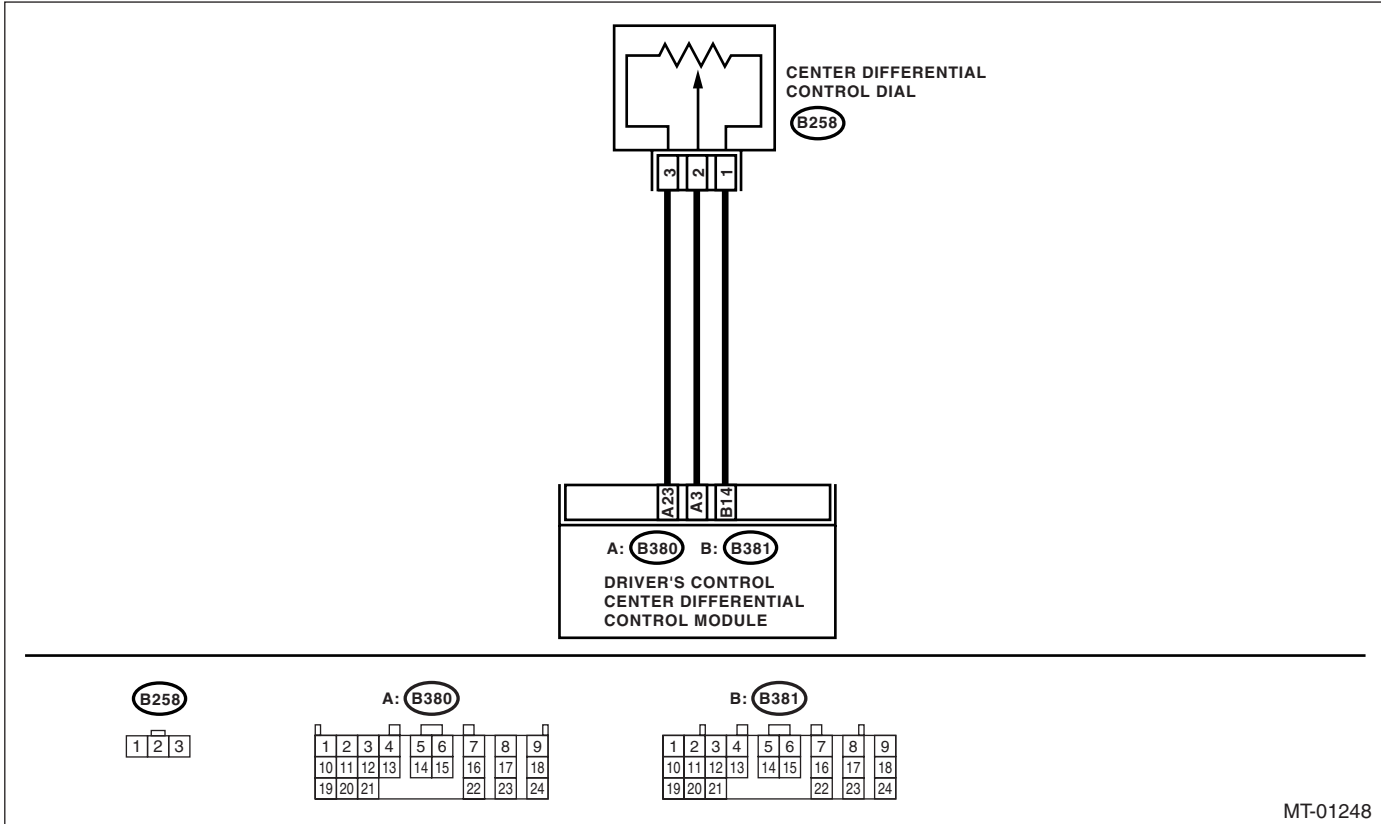 CENTER DIFFERENTIAL
CONTROL DIAL
B258
3 2 1
A23 A3 B14
A: B380 B: B381
DRIVER'S CONTROL
CENTER DIFFERENTIAL
CONTROL MODULE
B258
1 2 3
A: B380
1 2 3 4 5 6 7 8 9
10 11 12 13 14 15 16 17 18
19 20 21 22 23 24
B: B381
1 2 3 4 5 6 7 8 9
10 11 12 13 14 15 16 17 18
19 20 21 22 23 24
MT-01248